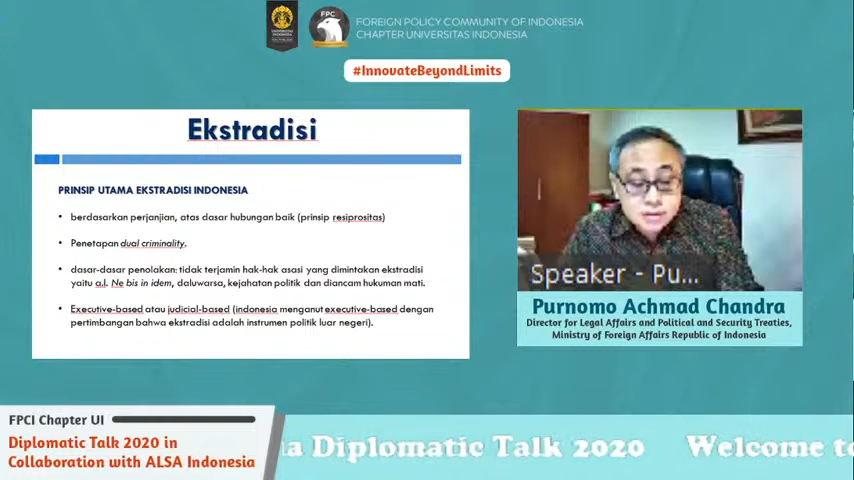 FPC
FOREIGN POLICY COMMUNITY OF INDONESIA
CHAPTER UNIVERSITAS INDONESIA
#InnovateBeyondLimits
Ekstradisi
PRINSIP UTAMA EKSTRADISI INDONESIA
• berdasarkan perjanjian, atas dasar hubungan baik (prinsip resiprositas)
• Penetapan dual criminality.
• dasar-dasar penolakan: tidak terjamin hak-hak asasi yang dimintakan ekstradisi
yaitu a.l. Ne bis in idem, daluwarsa, kejahatan politik dan diancam hukuman mati.
• Executive-based atau judicial-based (indonesia menganut executive-based dengan
pertimbangan bahwa ekstradisi adalah instrumen politik luar negeri).
Speaker - Pu...
Purnomo Achmad Chandra
Director for Legal Affairs and Political and Security Treaties,
Ministry of Foreign Affairs Republic of Indonesia
FPCI Chapter UI
Diplomatic Talk 2020 in
Collaboration with ALSA Indonesia
a Diplomatic Talk 2020 Welcome to